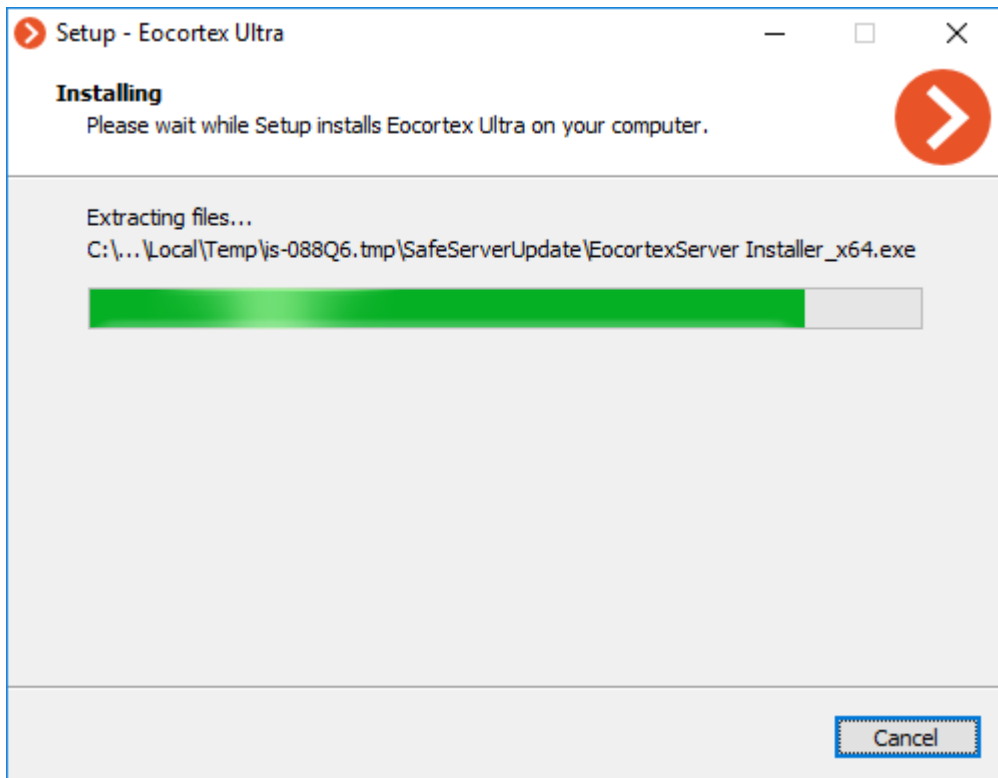 Setup - Eocortex Ultra
Installing
Please wait while Setup installs Eocortex Ultra on your computer.
Extracting files...
C:\...\Local\Temp\is-088Q6.tmp\SafeServerUpdate\EocortexServer Installer_x64.exe
Cancel